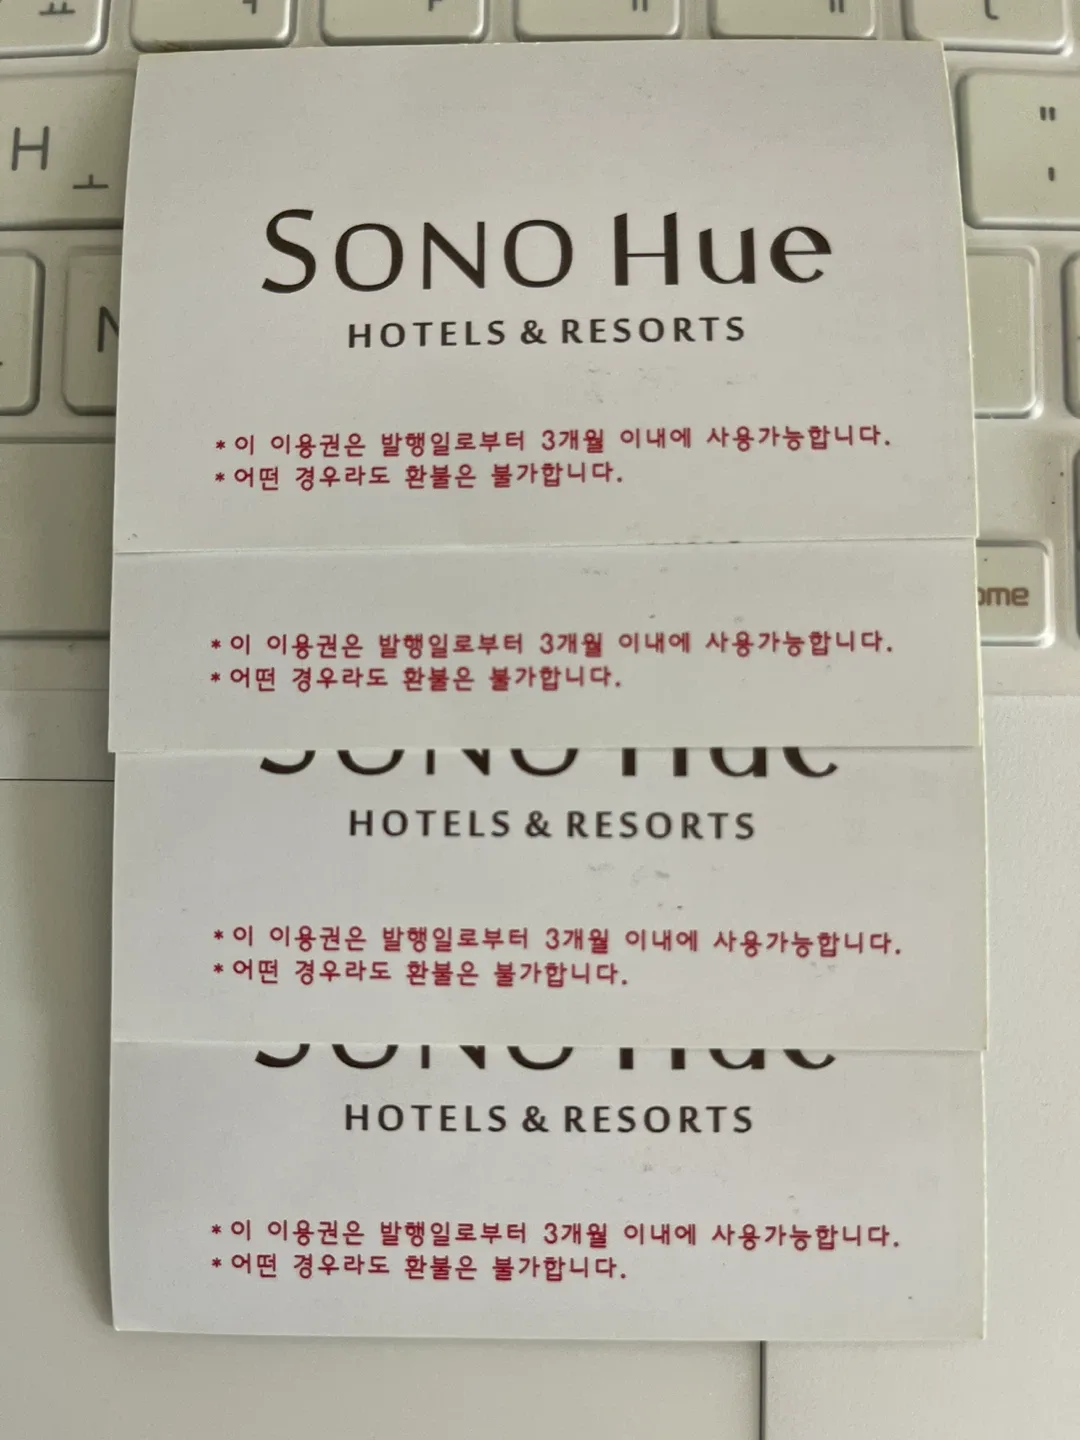 ㅛ
ㅓ
ㅏ
ㅐ
ㅔ
H ㅗ
"
'
N
SONO Hue
HOTELS & RESORTS
*이 이용권은 발행일로부터 3개월 이내에 사용가능합니다.
*어떤 경우라도 환불은 불가합니다.
*이 이용권은 발행일로부터 3개월 이내에 사용가능합니다.
*어떤 경우라도 환불은 불가합니다.
SONO Hue
HOTELS & RESORTS
*이 이용권은 발행일로부터 3개월 이내에 사용가능합니다.
*어떤 경우라도 환불은 불가합니다.
SONO Hue
HOTELS & RESORTS
*이 이용권은 발행일로부터 3개월 이내에 사용가능합니다.
*어떤 경우라도 환불은 불가합니다.
ome